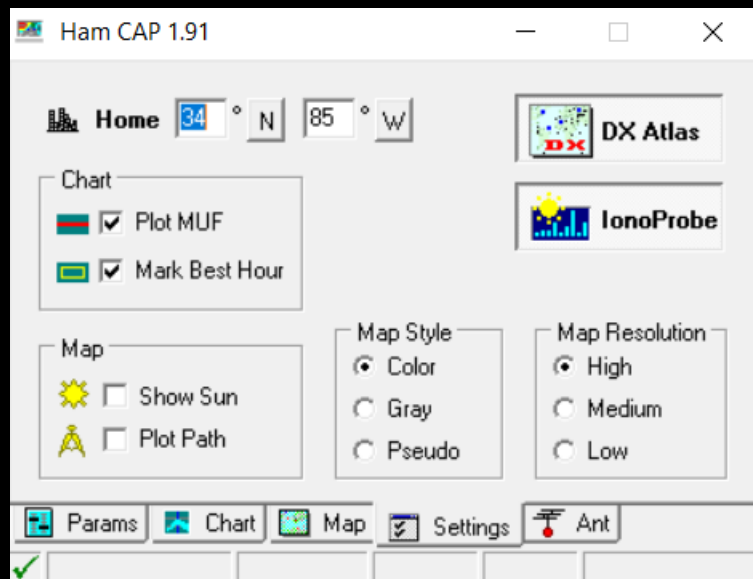 Ham CAP 1.91
Home 34 ° N 85 ° W
DX DX Atlas
Chart
Plot MUF
Mark Best Hour
IonoProbe
Map
Show Sun
Plot Path
Map Style
Color
Gray
Pseudo
Map Resolution
High
Medium
Low
Params Chart Map Settings Ant